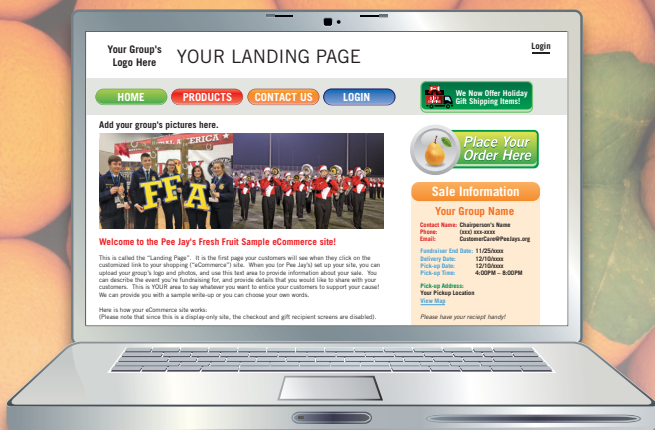 Your Group's
Logo Here
YOUR LANDING PAGE
Login
HOME
PRODUCTS
CONTACT US
LOGIN
We Now Offer Holiday
Gift Shipping Items!
Add your group's pictures here.
AMERICA
FFA
Place Your
Order Here
Sale Information
Your Group Name
Contact Name: Chairperson's Name
Phone: (xxx) xxx-xxxx
Email: CustomerCare@PeeJays.org
Fundraiser End Date: 11/25/xxxx
Delivery Date: 12/10/xxxx
Pick-up Date: 12/10/xxxx
Pick-up Time: 4:00PM – 8:00PM
Pick-up Address:
Your Pickup Location
View Map
Please have your reciept handy!
Welcome to the Pee Jay's Fresh Fruit Sample eCommerce site!
This is called the "Landing Page". It is the first page your customers will see when they click on the
customized link to your shopping ("eCommerce") site. When you (or Pee Jay's) set up your site, you can
upload your group's logo and photos, and use this text area to provide information about your sale. You
can describe the event you're fundraising for, and provide details that you would like to share with your
customers. This is YOUR area to say whatever you want to entice your customers to support your cause!
We can provide you with a sample write-up or you can choose your own words.
Here is how your eCommerce site works:
(Please note that since this is a display-only site, the checkout and gift recipient screens are disabled).